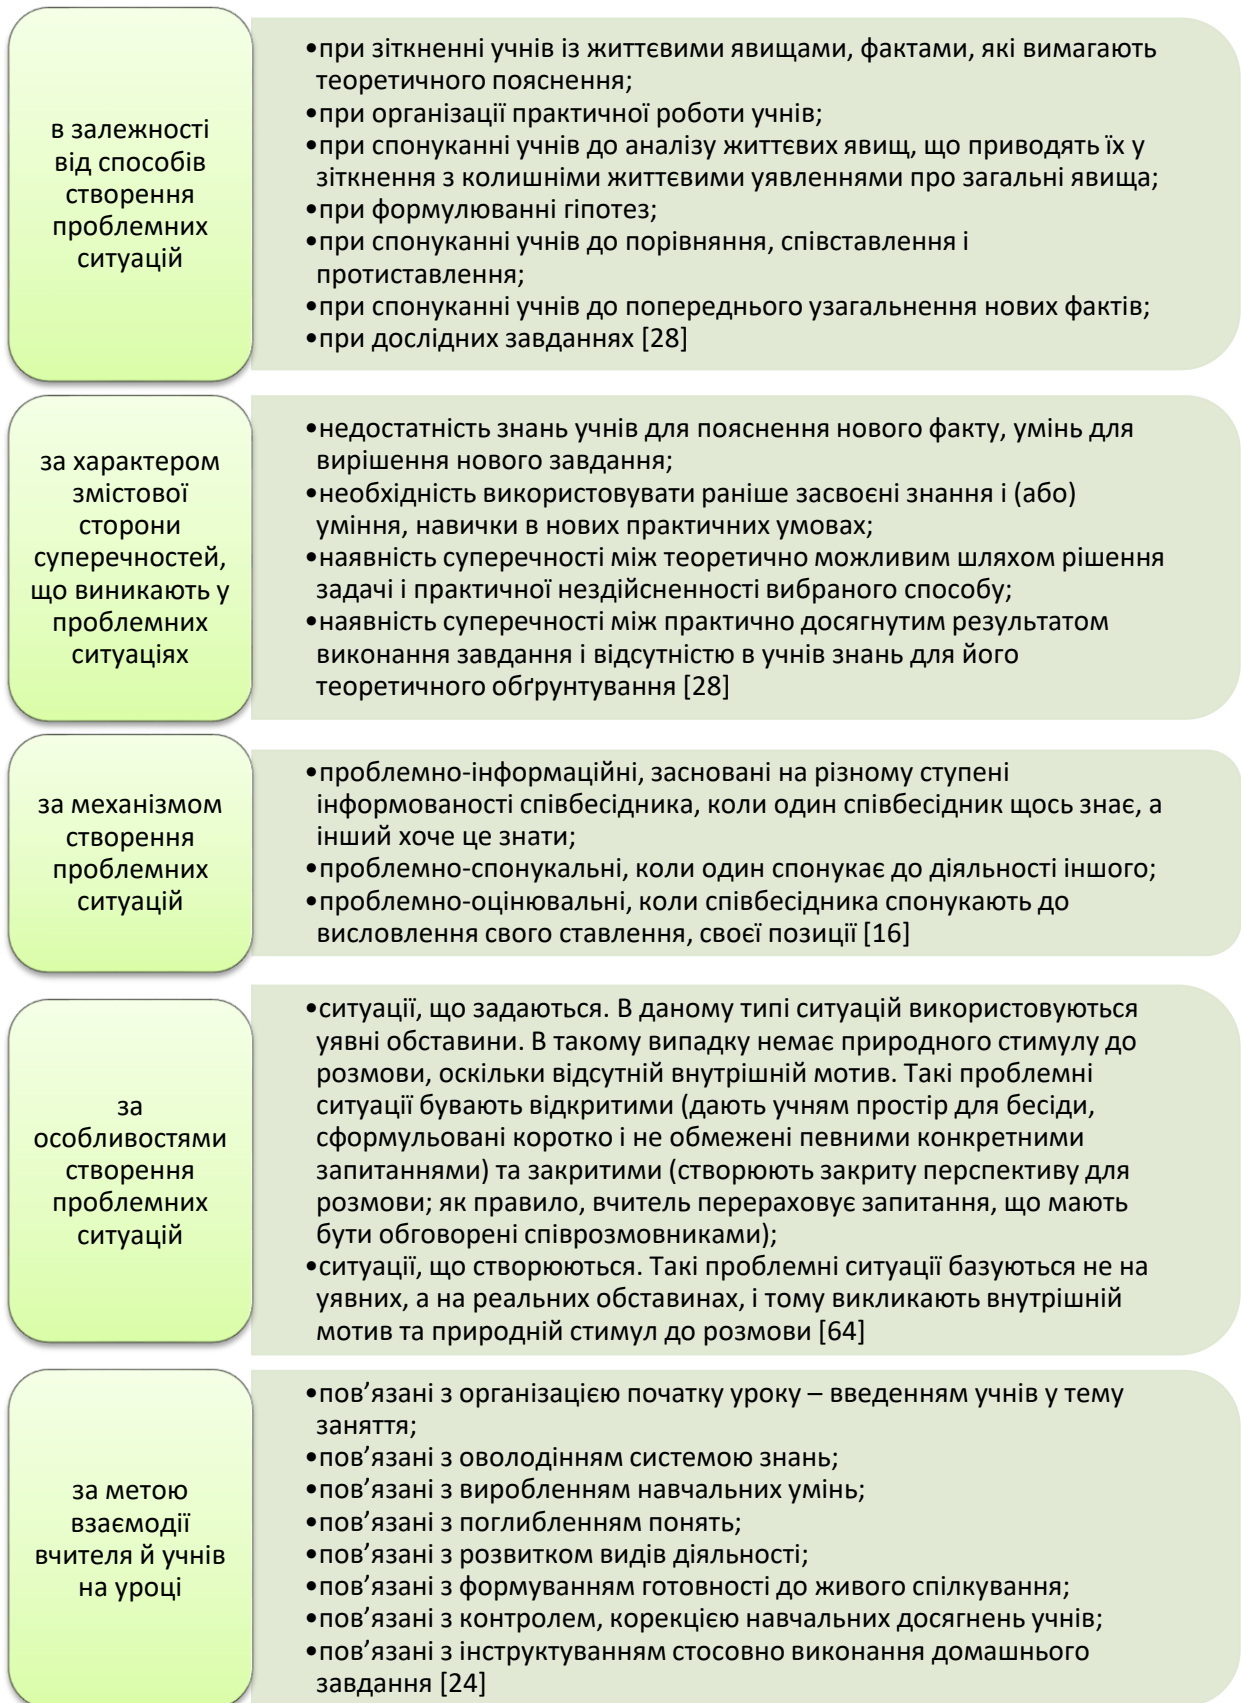 в залежності
від способів
створення
проблемних
ситуацій
•при зіткненні учнів із життєвими явищами, фактами, які вимагають
теоретичного пояснення;
•при організації практичної роботи учнів;
•при спонуканні учнів до аналізу життєвих явищ, що приводять їх у
зіткнення з колишніми життєвими уявленнями про загальні явища;
•при формулюванні гіпотез;
•при спонуканні учнів до порівняння, співставлення і
протиставлення;
•при спонуканні учнів до попереднього узагальнення нових фактів;
•при дослідних завданнях [28]
за характером
змістової
сторони
суперечностей,
що виникають у
проблемних
ситуаціях
•недостатність знань учнів для пояснення нового факту, умінь для
вирішення нового завдання;
•необхідність використовувати раніше засвоєні знання і (або)
уміння, навички в нових практичних умовах;
•наявність суперечності між теоретично можливим шляхом рішення
задачі і практичної нездійсненності вибраного способу;
•наявність суперечності між практично досягнутим результатом
виконання завдання і відсутністю в учнів знань для його
теоретичного обґрунтування [28]
за механізмом
створення
проблемних
ситуацій
•проблемно-інформаційні, засновані на різному ступені
інформованості співбесідника, коли один співбесідник щось знає, а
інший хоче це знати;
•проблемно-спонукальні, коли один спонукає до діяльності іншого;
•проблемно-оцінювальні, коли співбесідника спонукають до
висловлення свого ставлення, своєї позиції [16]
за
особливостями
створення
проблемних
ситуацій
•ситуації, що задаються. В даному типі ситуацій використовуються
уявні обставини. В такому випадку немає природного стимулу до
розмови, оскільки відсутній внутрішній мотив. Такі проблемні
ситуації бувають відкритими (дають учням простір для бесіди,
сформульовані коротко і не обмежені певними конкретними
запитаннями) та закритими (створюють закриту перспективу для
розмови; як правило, вчитель перераховує запитання, що мають
бути обговорені співрозмовниками);
•ситуації, що створюються. Такі проблемні ситуації базуються не на
уявних, а на реальних обставинах, і тому викликають внутрішній
мотив та природній стимул до розмови [64]
за метою
взаємодії
вчителя й учнів
на уроці
•пов’язані з організацією початку уроку – введенням учнів у тему
заняття;
•пов’язані з оволодінням системою знань;
•пов’язані з виробленням навчальних умінь;
•пов’язані з поглибленням понять;
•пов’язані з розвитком видів діяльності;
•пов’язані з формуванням готовності до живого спілкування;
•пов’язані з контролем, корекцією навчальних досягнень учнів;
•пов’язані з інструктуванням стосовно виконання домашнього
завдання [24]